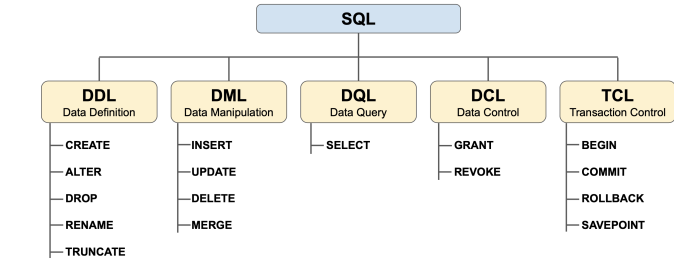 SQL
DDL
Data Definition
CREATE
ALTER
DROP
RENAME
TRUNCATE
DML
Data Manipulation
INSERT
UPDATE
DELETE
MERGE
DQL
Data Query
SELECT
DCL
Data Control
GRANT
REVOKE
TCL
Transaction Control
BEGIN
COMMIT
ROLLBACK
SAVEPOINT